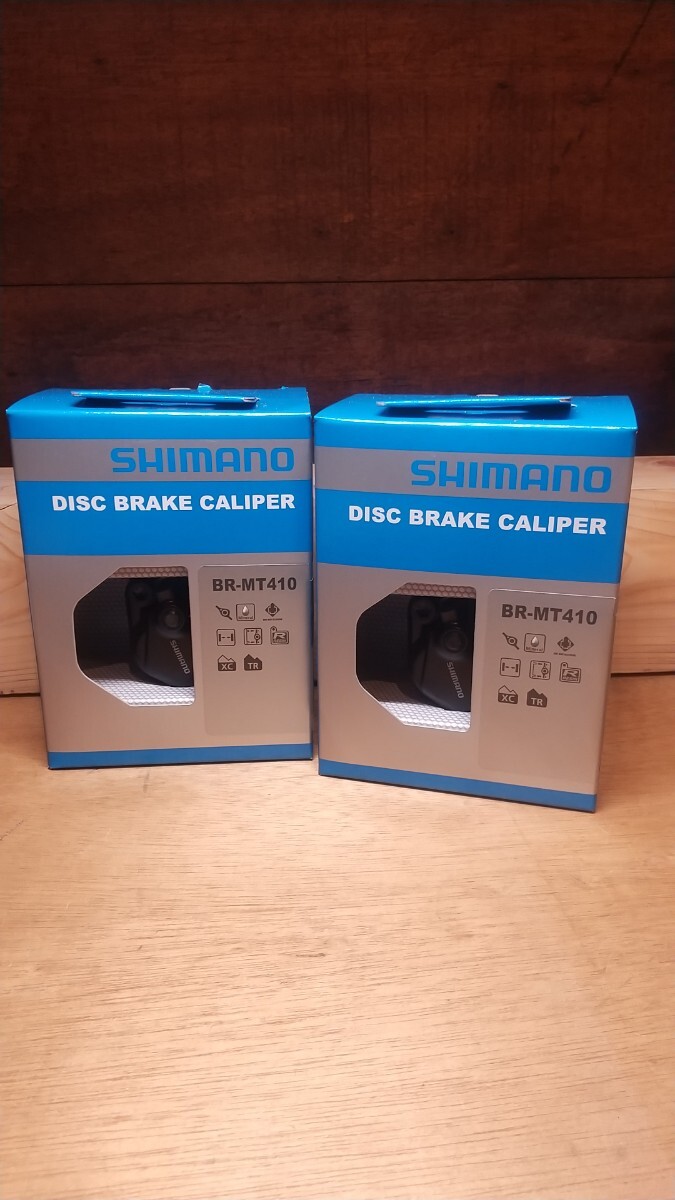 SHIMANO
DISC BRAKE CALIPER
BR-MT410
SHIMANO
XC
TR
SHIMANO
DISC BRAKE CALIPER
BR-MT410
SHIMANO
XC
TR